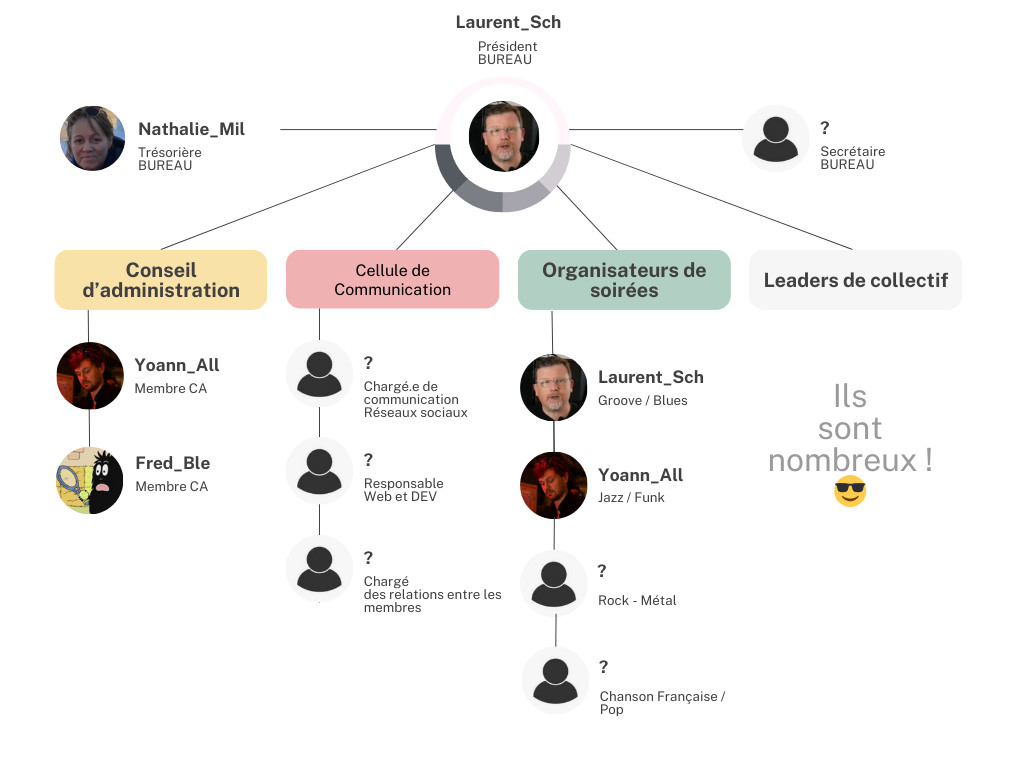 Laurent_Sch
Président
BUREAU
Nathalie_Mil
Trésorière
BUREAU
?
Secrétaire
BUREAU
Conseil
d’administration
Cellule de
Communication
Organisateurs de
soirées
Leaders de collectif
Yoann_All
Membre CA
Fred_Ble
Membre CA
?
Chargé.e de
communication
Réseaux sociaux
?
Responsable
Web et DEV
?
Chargé
des relations entre les
membres
Laurent_Sch
Groove / Blues
Yoann_All
Jazz / Funk
?
Rock - Métal
?
Chanson Française /
Pop
Ils
sont
nombreux !
😎